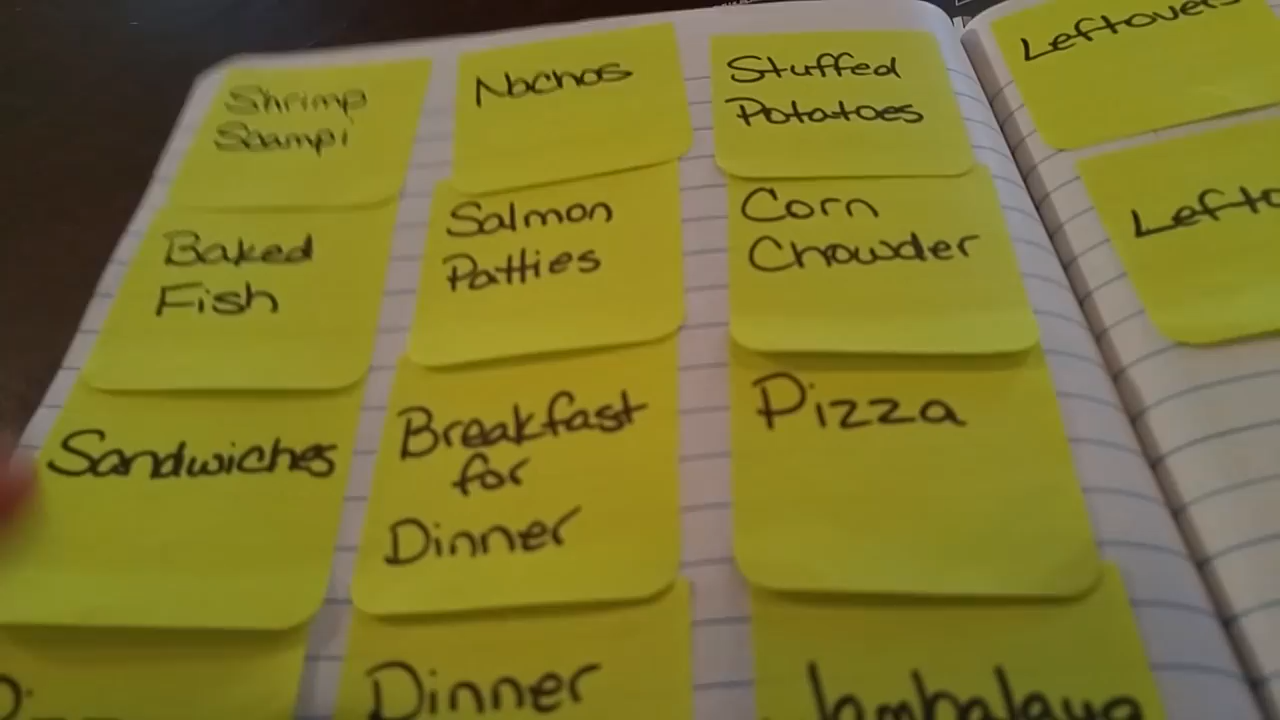 Shrimp
Scampi
Nachos
Stuffed
Potatoes
Leftovers
Baked
Fish
Salmon
Patties
Corn
Chowder
Lefto
Sandwiches
Breakfast
for
Dinner
Pizza
Dinner
Jambalaya